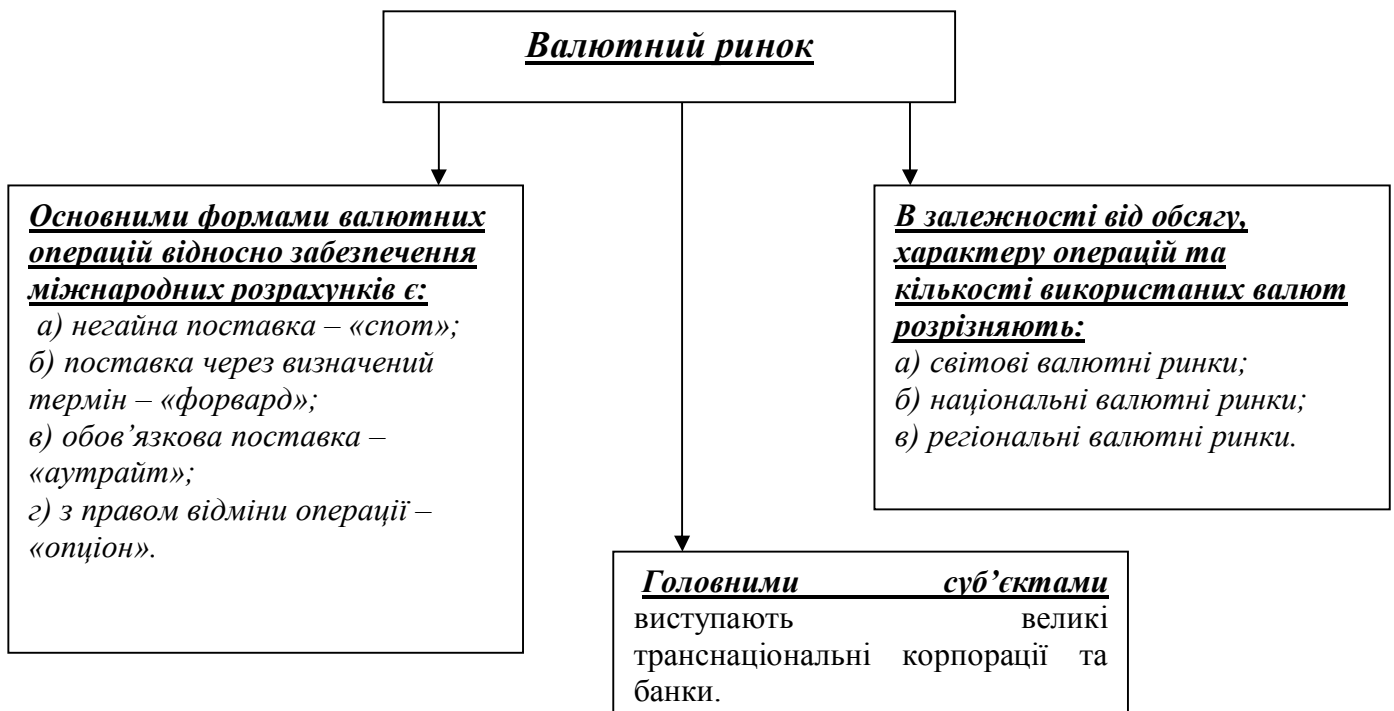 Валютний ринок
Основними формами валютних
операцій відносно забезпечення
міжнародних розрахунків є:
а) негайна поставка – «спот»;
б) поставка через визначений
термін – «форвард»;
в) обов’язкова поставка –
«аутрайт»;
г) з правом відміни операції –
«опціон».
В залежності від обсягу,
характеру операцій та
кількості використаних валют
розрізняють:
а) світові валютні ринки;
б) національні валютні ринки;
в) регіональні валютні ринки.
Головними суб’єктами
виступають великі
транснаціональні корпорації та
банки.